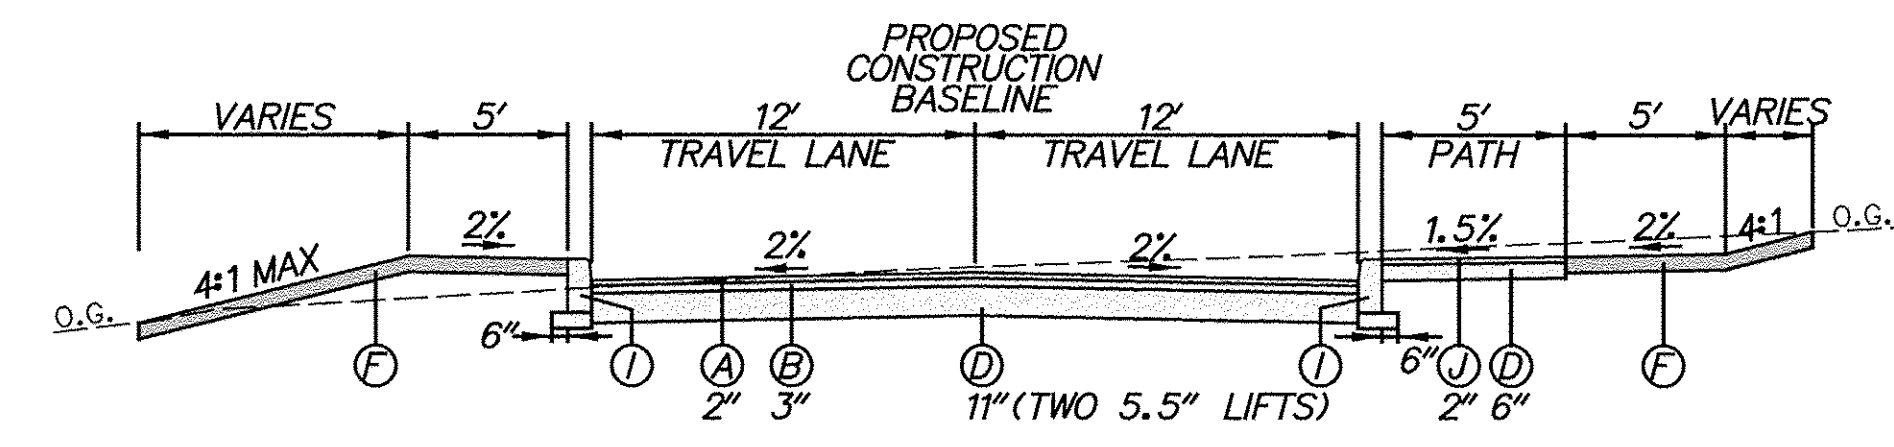 PROPOSED
CONSTRUCTION
BASELINE
VARIES 5' 12' 12' 5' 5' VARIES
TRAVEL LANE TRAVEL LANE PATH
4:1 MAX 2% 2% 2% 1.5% 2% 4:1 O.G.
O.G.
6" 6"
F I A B D I J D F
2" 3" 11" (TWO 5.5" LIFTS) 2" 6"